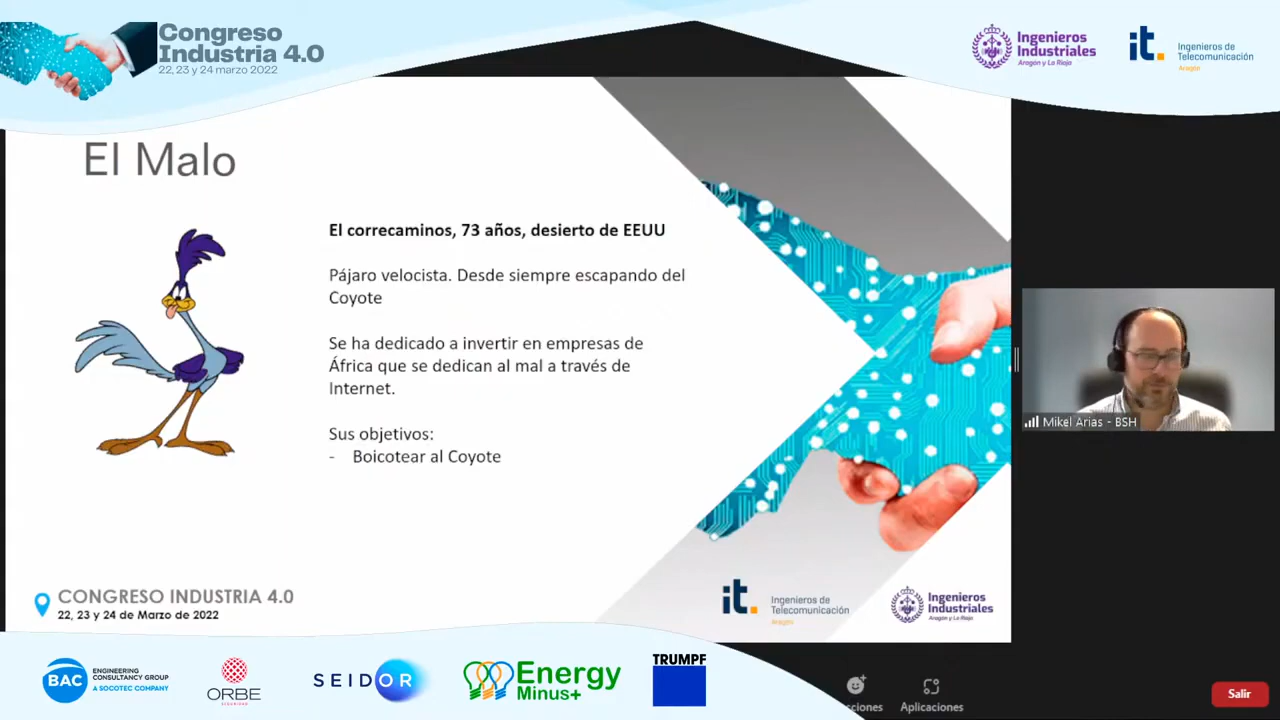 Congreso
Industria 4.0
22, 23 y 24 marzo 2022
Ingenieros
Industriales
Aragón y La Rioja
it.
Ingenieros de
Telecomunicación
Aragón
El Malo
El correcaminos, 73 años, desierto de EEUU
Pájaro velocista. Desde siempre escapando del
Coyote
Se ha dedicado a invertir en empresas de
África que se dedican al mal a través de
Internet.
Sus objetivos:
- Boicotear al Coyote
Mikel Arias - BSH
CONGRESO INDUSTRIA 4.0
22, 23 y 24 de Marzo de 2022
it.
Ingenieros de
Telecomunicación
Aragón
Ingenieros
Industriales
Aragón y La Rioja
BAC
ENGINEERING
CONSULTANCY GROUP
A SOCOTEC COMPANY
ORBE
SEGURIDAD
SEIDOR
Energy
Minus+
TRUMPF
cciones
Aplicaciones
Salir